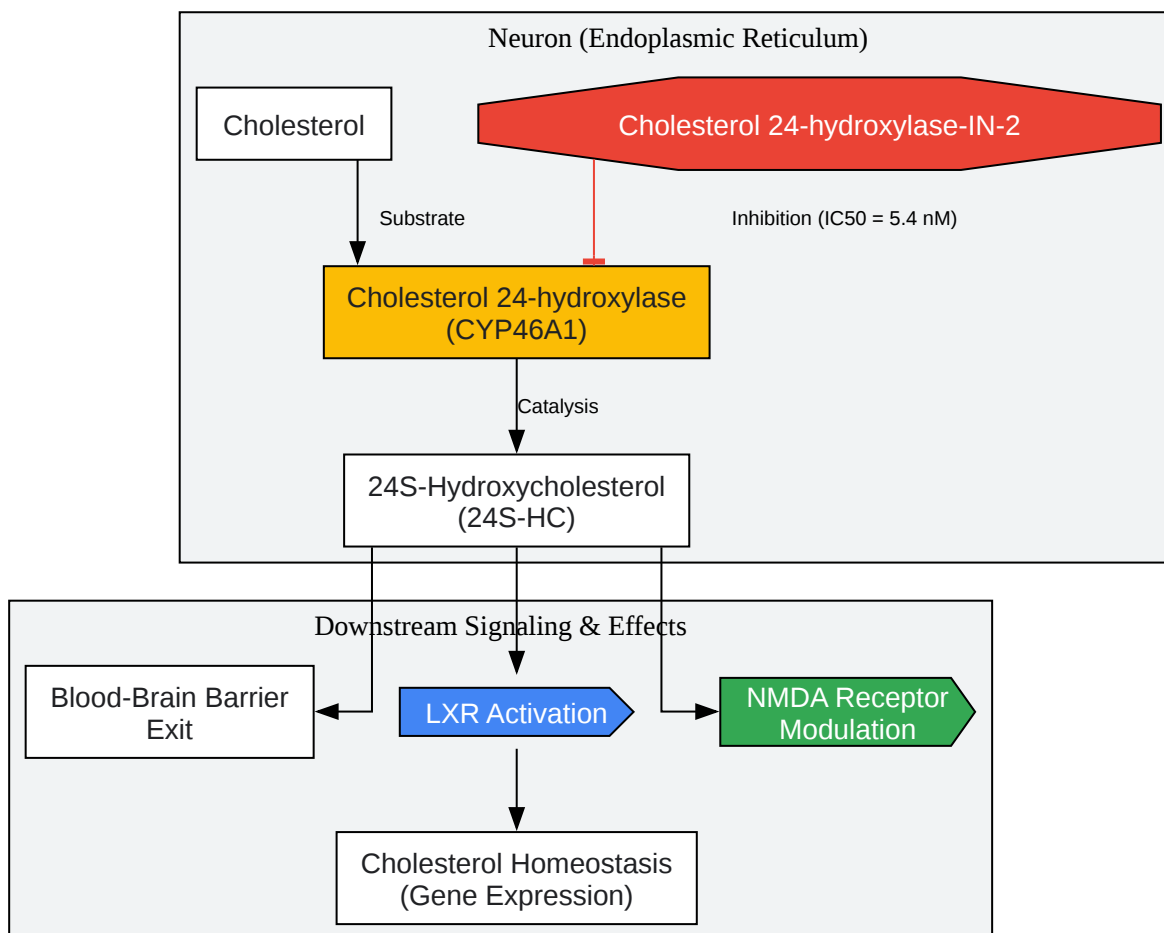 Neuron (Endoplasmic Reticulum)
Cholesterol
Cholesterol 24-hydroxylase-IN-2
Substrate
Inhibition (IC50 = 5.4 nM)
Cholesterol 24-hydroxylase
(CYP46A1)
Catalysis
24S-Hydroxycholesterol
(24S-HC)
Downstream Signaling & Effects
Blood-Brain Barrier
Exit
LXR Activation
NMDA Receptor
Modulation
Cholesterol Homeostasis
(Gene Expression)